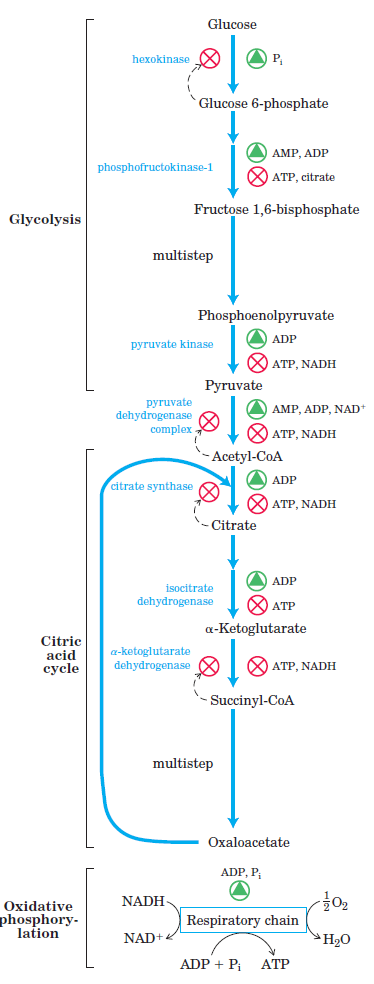 Glucose
hexokinase
Pi
Glucose 6-phosphate
AMP, ADP
phosphofructokinase-1
ATP, citrate
Fructose 1,6-bisphosphate
Glycolysis
multistep
Phosphoenolpyruvate
ADP
pyruvate kinase
ATP, NADH
Pyruvate
pyruvate
dehydrogenase
complex
AMP, ADP, NAD+
ATP, NADH
Acetyl-CoA
ADP
citrate synthase
ATP, NADH
Citrate
ADP
isocitrate
dehydrogenase
ATP
α-Ketoglutarate
Citric
acid
cycle
α-ketoglutarate
dehydrogenase
ATP, NADH
Succinyl-CoA
multistep
Oxaloacetate
ADP, Pi
NADH
1/2 O2
Oxidative
phosphory-
lation
Respiratory chain
NAD+
H2O
ADP + Pi
ATP